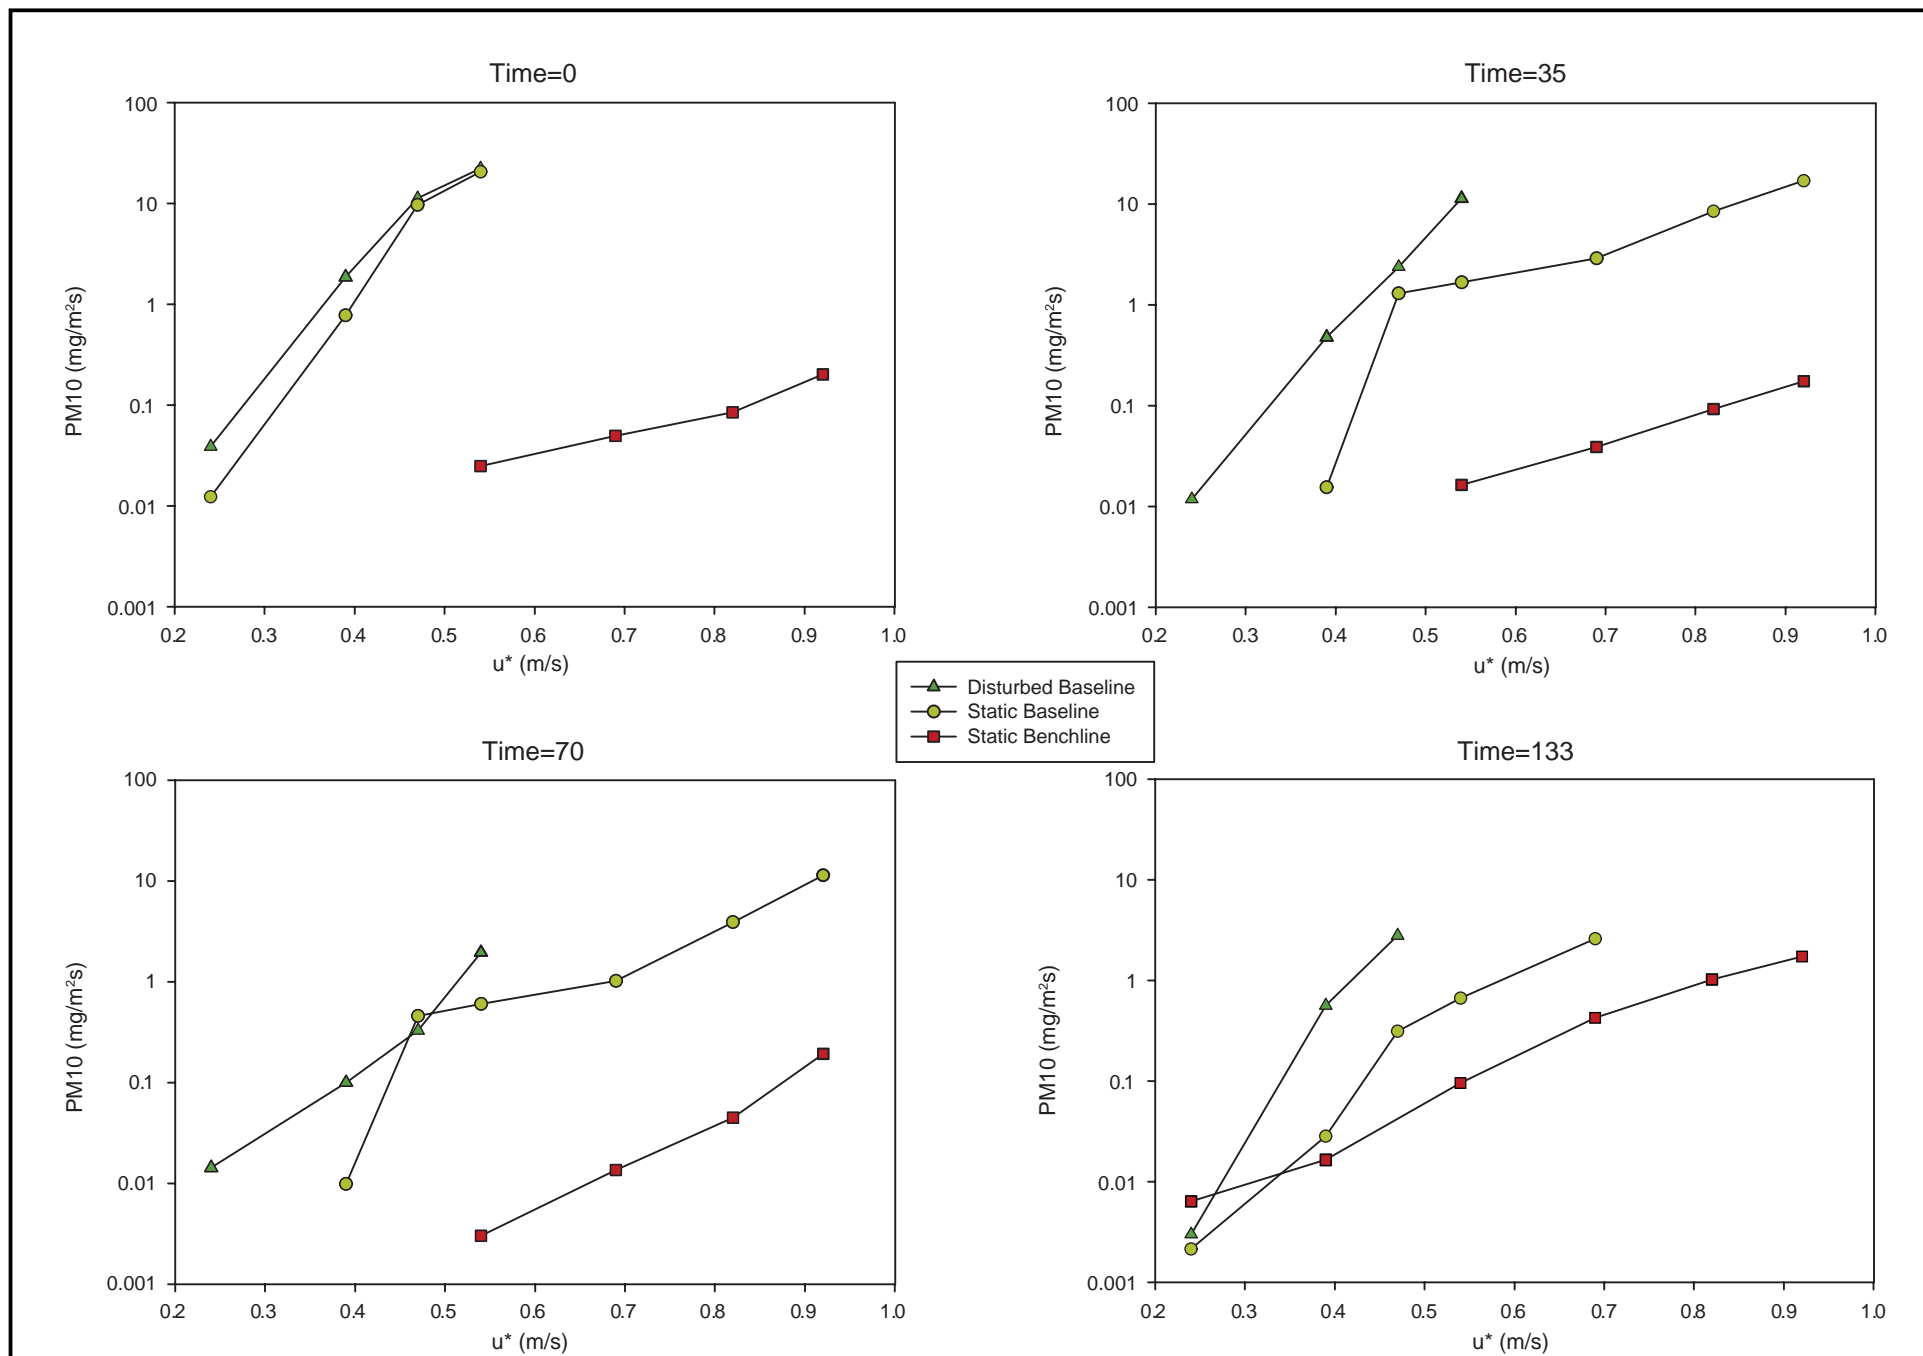 Time=0
100
10
1
0.1
0.01
0.001
PM10 (mg/m²s)
0.2 0.3 0.4 0.5 0.6 0.7 0.8 0.9 1.0
u* (m/s)
Time=35
100
10
1
0.1
0.01
0.001
PM10 (mg/m²s)
0.2 0.3 0.4 0.5 0.6 0.7 0.8 0.9 1.0
u* (m/s)
Disturbed Baseline
Static Baseline
Static Benchline
Time=70
100
10
1
0.1
0.01
0.001
PM10 (mg/m²s)
0.2 0.3 0.4 0.5 0.6 0.7 0.8 0.9 1.0
u* (m/s)
Time=133
100
10
1
0.1
0.01
0.001
PM10 (mg/m²s)
0.2 0.3 0.4 0.5 0.6 0.7 0.8 0.9 1.0
u* (m/s)